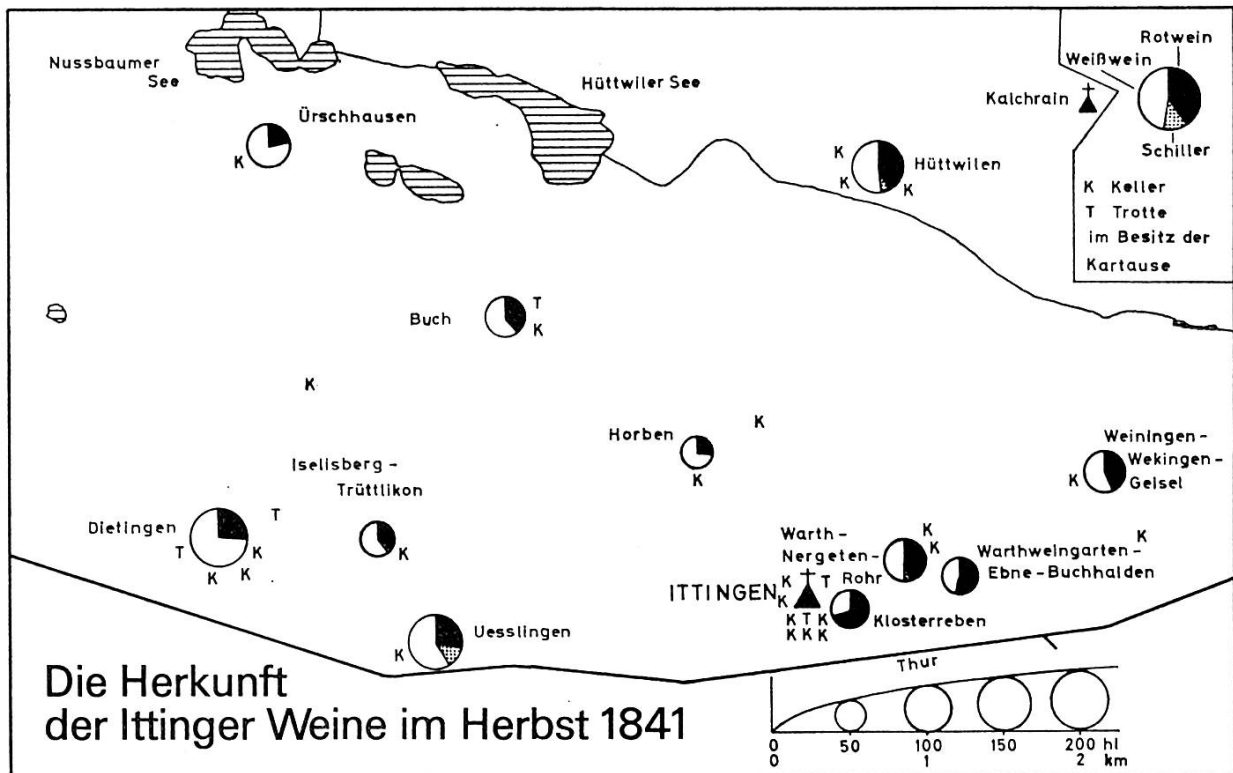 Nussbaumer
See
Hüttwiler See
Ürschhausen
K
Kalchrain
Weißwein
Rotwein
Schiller
K Keller
T Trotte
im Besitz der
Kartause
K
K
K
Hüttwilen
Buch
T
K
K
Horben
K
K
Weiningen-
Wekingen-
Geisel
K
K
Iselisberg-
Trüttlikon
K
Dietingen
T
T
K
K
K
Warth-
Nergeten-
Rohr
K
K
Warthweingarten-
Ebne-Buchhalden
ITTINGEN
K
T
K
K T K
K K K
Klosterreben
Uesslingen
K
Thur
Die Herkunft
der Ittinger Weine im Herbst 1841
0 50 100 150 200 hl
0 1 2 km